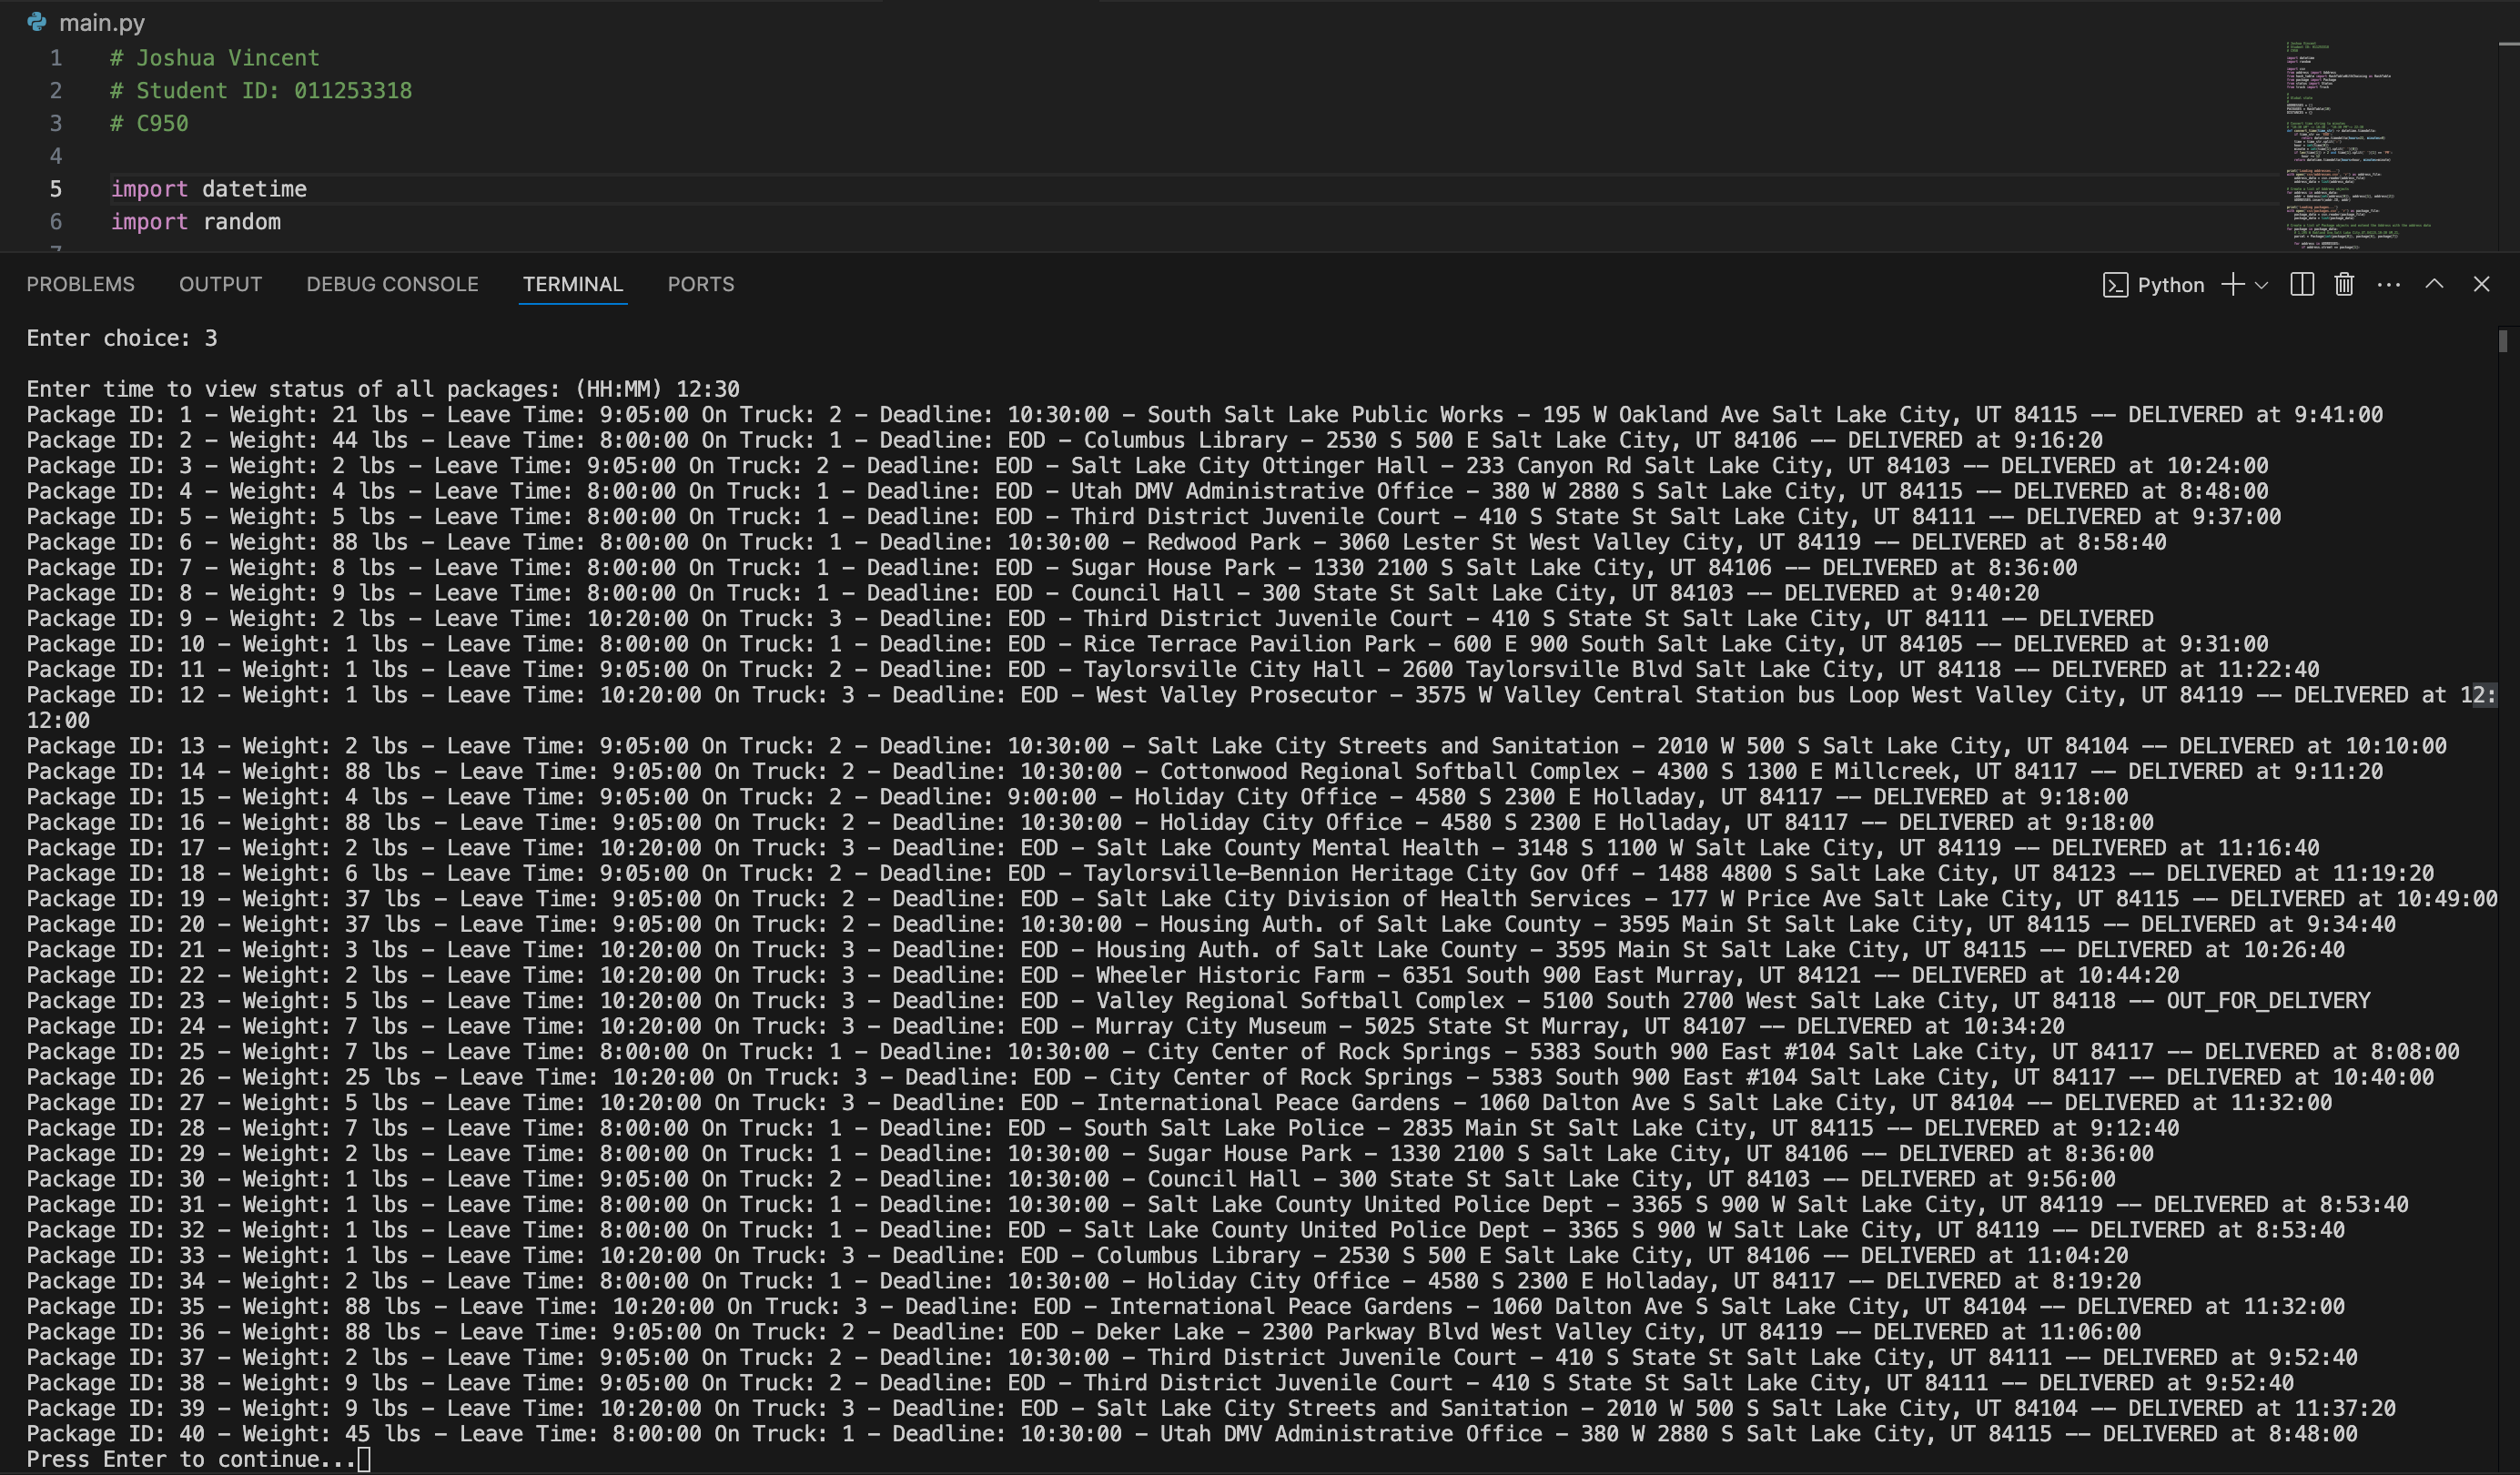 main.py
1 # Joshua Vincent
2 # Student ID: 011253318
3 # C950
4
5 import datetime
6 import random
7
PROBLEMS OUTPUT DEBUG CONSOLE TERMINAL PORTS Python
Enter choice: 3
Enter time to view status of all packages: (HH:MM) 12:30
Package ID: 1 – Weight: 21 lbs – Leave Time: 9:05:00 On Truck: 2 – Deadline: 10:30:00 – South Salt Lake Public Works – 195 W Oakland Ave Salt Lake City, UT 84115 –– DELIVERED at 9:41:00
Package ID: 2 – Weight: 44 lbs – Leave Time: 8:00:00 On Truck: 1 – Deadline: EOD – Columbus Library – 2530 S 500 E Salt Lake City, UT 84106 –– DELIVERED at 9:16:20
Package ID: 3 – Weight: 2 lbs – Leave Time: 9:05:00 On Truck: 2 – Deadline: EOD – Salt Lake City Ottinger Hall – 233 Canyon Rd Salt Lake City, UT 84103 –– DELIVERED at 10:24:00
Package ID: 4 – Weight: 4 lbs – Leave Time: 8:00:00 On Truck: 1 – Deadline: EOD – Utah DMV Administrative Office – 380 W 2880 S Salt Lake City, UT 84115 –– DELIVERED at 8:48:00
Package ID: 5 – Weight: 5 lbs – Leave Time: 8:00:00 On Truck: 1 – Deadline: EOD – Third District Juvenile Court – 410 S State St Salt Lake City, UT 84111 –– DELIVERED at 9:37:00
Package ID: 6 – Weight: 88 lbs – Leave Time: 8:00:00 On Truck: 1 – Deadline: 10:30:00 – Redwood Park – 3060 Lester St West Valley City, UT 84119 –– DELIVERED at 8:58:40
Package ID: 7 – Weight: 8 lbs – Leave Time: 8:00:00 On Truck: 1 – Deadline: EOD – Sugar House Park – 1330 2100 S Salt Lake City, UT 84106 –– DELIVERED at 8:36:00
Package ID: 8 – Weight: 9 lbs – Leave Time: 8:00:00 On Truck: 1 – Deadline: EOD – Council Hall – 300 State St Salt Lake City, UT 84103 –– DELIVERED at 9:40:20
Package ID: 9 – Weight: 2 lbs – Leave Time: 10:20:00 On Truck: 3 – Deadline: EOD – Third District Juvenile Court – 410 S State St Salt Lake City, UT 84111 –– DELIVERED
Package ID: 10 – Weight: 1 lbs – Leave Time: 8:00:00 On Truck: 1 – Deadline: EOD – Rice Terrace Pavilion Park – 600 E 900 South Salt Lake City, UT 84105 –– DELIVERED at 9:31:00
Package ID: 11 – Weight: 1 lbs – Leave Time: 9:05:00 On Truck: 2 – Deadline: EOD – Taylorsville City Hall – 2600 Taylorsville Blvd Salt Lake City, UT 84118 –– DELIVERED at 11:22:40
Package ID: 12 – Weight: 1 lbs – Leave Time: 10:20:00 On Truck: 3 – Deadline: EOD – West Valley Prosecutor – 3575 W Valley Central Station bus Loop West Valley City, UT 84119 –– DELIVERED at 12:
12:00
Package ID: 13 – Weight: 2 lbs – Leave Time: 9:05:00 On Truck: 2 – Deadline: 10:30:00 – Salt Lake City Streets and Sanitation – 2010 W 500 S Salt Lake City, UT 84104 –– DELIVERED at 10:10:00
Package ID: 14 – Weight: 88 lbs – Leave Time: 9:05:00 On Truck: 2 – Deadline: 10:30:00 – Cottonwood Regional Softball Complex – 4300 S 1300 E Millcreek, UT 84117 –– DELIVERED at 9:11:20
Package ID: 15 – Weight: 4 lbs – Leave Time: 9:05:00 On Truck: 2 – Deadline: 9:00:00 – Holiday City Office – 4580 S 2300 E Holladay, UT 84117 –– DELIVERED at 9:18:00
Package ID: 16 – Weight: 88 lbs – Leave Time: 9:05:00 On Truck: 2 – Deadline: 10:30:00 – Holiday City Office – 4580 S 2300 E Holladay, UT 84117 –– DELIVERED at 9:18:00
Package ID: 17 – Weight: 2 lbs – Leave Time: 10:20:00 On Truck: 3 – Deadline: EOD – Salt Lake County Mental Health – 3148 S 1100 W Salt Lake City, UT 84119 –– DELIVERED at 11:16:40
Package ID: 18 – Weight: 6 lbs – Leave Time: 9:05:00 On Truck: 2 – Deadline: EOD – Taylorsville–Bennion Heritage City Gov Off – 1488 4800 S Salt Lake City, UT 84123 –– DELIVERED at 11:19:20
Package ID: 19 – Weight: 37 lbs – Leave Time: 9:05:00 On Truck: 2 – Deadline: EOD – Salt Lake City Division of Health Services – 177 W Price Ave Salt Lake City, UT 84115 –– DELIVERED at 10:49:00
Package ID: 20 – Weight: 37 lbs – Leave Time: 9:05:00 On Truck: 2 – Deadline: 10:30:00 – Housing Auth. of Salt Lake County – 3595 Main St Salt Lake City, UT 84115 –– DELIVERED at 9:34:40
Package ID: 21 – Weight: 3 lbs – Leave Time: 10:20:00 On Truck: 3 – Deadline: EOD – Housing Auth. of Salt Lake County – 3595 Main St Salt Lake City, UT 84115 –– DELIVERED at 10:26:40
Package ID: 22 – Weight: 2 lbs – Leave Time: 10:20:00 On Truck: 3 – Deadline: EOD – Wheeler Historic Farm – 6351 South 900 East Murray, UT 84121 –– DELIVERED at 10:44:20
Package ID: 23 – Weight: 5 lbs – Leave Time: 10:20:00 On Truck: 3 – Deadline: EOD – Valley Regional Softball Complex – 5100 South 2700 West Salt Lake City, UT 84118 –– OUT_FOR_DELIVERY
Package ID: 24 – Weight: 7 lbs – Leave Time: 10:20:00 On Truck: 3 – Deadline: EOD – Murray City Museum – 5025 State St Murray, UT 84107 –– DELIVERED at 10:34:20
Package ID: 25 – Weight: 7 lbs – Leave Time: 8:00:00 On Truck: 1 – Deadline: 10:30:00 – City Center of Rock Springs – 5383 South 900 East #104 Salt Lake City, UT 84117 –– DELIVERED at 8:08:00
Package ID: 26 – Weight: 25 lbs – Leave Time: 10:20:00 On Truck: 3 – Deadline: EOD – City Center of Rock Springs – 5383 South 900 East #104 Salt Lake City, UT 84117 –– DELIVERED at 10:40:00
Package ID: 27 – Weight: 5 lbs – Leave Time: 10:20:00 On Truck: 3 – Deadline: EOD – International Peace Gardens – 1060 Dalton Ave S Salt Lake City, UT 84104 –– DELIVERED at 11:32:00
Package ID: 28 – Weight: 7 lbs – Leave Time: 8:00:00 On Truck: 1 – Deadline: EOD – South Salt Lake Police – 2835 Main St Salt Lake City, UT 84115 –– DELIVERED at 9:12:40
Package ID: 29 – Weight: 2 lbs – Leave Time: 8:00:00 On Truck: 1 – Deadline: 10:30:00 – Sugar House Park – 1330 2100 S Salt Lake City, UT 84106 –– DELIVERED at 8:36:00
Package ID: 30 – Weight: 1 lbs – Leave Time: 9:05:00 On Truck: 2 – Deadline: 10:30:00 – Council Hall – 300 State St Salt Lake City, UT 84103 –– DELIVERED at 9:56:00
Package ID: 31 – Weight: 1 lbs – Leave Time: 8:00:00 On Truck: 1 – Deadline: 10:30:00 – Salt Lake County United Police Dept – 3365 S 900 W Salt Lake City, UT 84119 –– DELIVERED at 8:53:40
Package ID: 32 – Weight: 1 lbs – Leave Time: 8:00:00 On Truck: 1 – Deadline: EOD – Salt Lake County United Police Dept – 3365 S 900 W Salt Lake City, UT 84119 –– DELIVERED at 8:53:40
Package ID: 33 – Weight: 1 lbs – Leave Time: 10:20:00 On Truck: 3 – Deadline: EOD – Columbus Library – 2530 S 500 E Salt Lake City, UT 84106 –– DELIVERED at 11:04:20
Package ID: 34 – Weight: 2 lbs – Leave Time: 8:00:00 On Truck: 1 – Deadline: 10:30:00 – Holiday City Office – 4580 S 2300 E Holladay, UT 84117 –– DELIVERED at 8:19:20
Package ID: 35 – Weight: 88 lbs – Leave Time: 10:20:00 On Truck: 3 – Deadline: EOD – International Peace Gardens – 1060 Dalton Ave S Salt Lake City, UT 84104 –– DELIVERED at 11:32:00
Package ID: 36 – Weight: 88 lbs – Leave Time: 9:05:00 On Truck: 2 – Deadline: EOD – Deker Lake – 2300 Parkway Blvd West Valley City, UT 84119 –– DELIVERED at 11:06:00
Package ID: 37 – Weight: 2 lbs – Leave Time: 9:05:00 On Truck: 2 – Deadline: 10:30:00 – Third District Juvenile Court – 410 S State St Salt Lake City, UT 84111 –– DELIVERED at 9:52:40
Package ID: 38 – Weight: 9 lbs – Leave Time: 9:05:00 On Truck: 2 – Deadline: EOD – Third District Juvenile Court – 410 S State St Salt Lake City, UT 84111 –– DELIVERED at 9:52:40
Package ID: 39 – Weight: 9 lbs – Leave Time: 10:20:00 On Truck: 3 – Deadline: EOD – Salt Lake City Streets and Sanitation – 2010 W 500 S Salt Lake City, UT 84104 –– DELIVERED at 11:37:20
Package ID: 40 – Weight: 45 lbs – Leave Time: 8:00:00 On Truck: 1 – Deadline: 10:30:00 – Utah DMV Administrative Office – 380 W 2880 S Salt Lake City, UT 84115 –– DELIVERED at 8:48:00
Press Enter to continue...